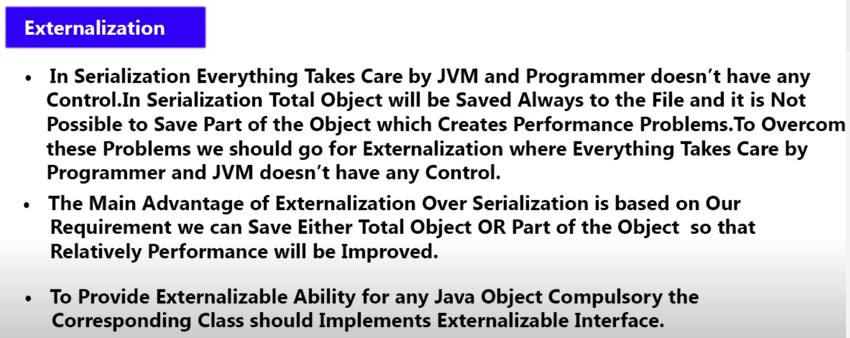 Externalization
• In Serialization Everything Takes Care by JVM and Programmer doesn't have any
Control.In Serialization Total Object will be Saved Always to the File and it is Not
Possible to Save Part of the Object which Creates Performance Problems.To Overcom
these Problems we should go for Externalization where Everything Takes Care by
Programmer and JVM doesn't have any Control.
• The Main Advantage of Externalization Over Serialization is based on Our
Requirement we can Save Either Total Object OR Part of the Object so that
Relatively Performance will be Improved.
• To Provide Externalizable Ability for any Java Object Compulsory the
Corresponding Class should Implements Externalizable Interface.